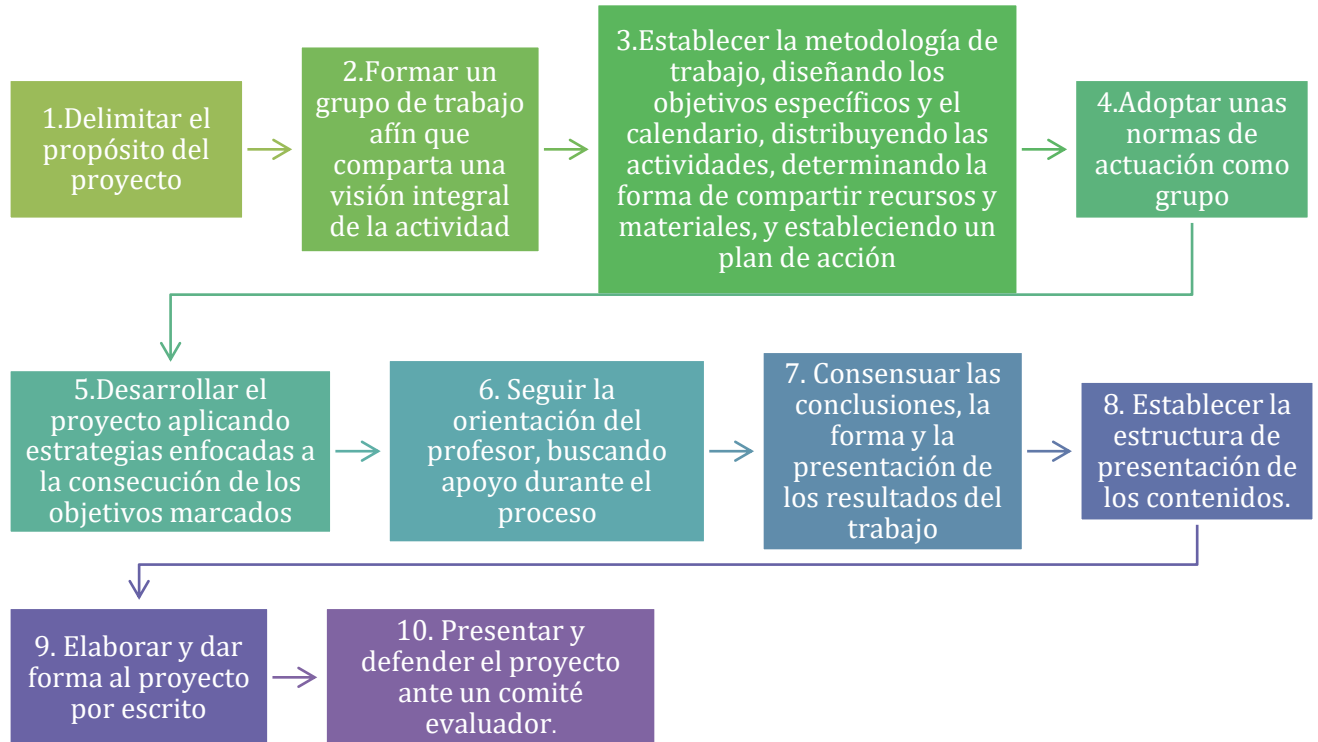 1.Delimitar el
propósito del
proyecto
2.Formar un
grupo de trabajo
afín que
comparta una
visión integral
de la actividad
3.Establecer la metodología de
trabajo, diseñando los
objetivos específicos y el
calendario, distribuyendo las
actividades, determinando la
forma de compartir recursos y
materiales, y estableciendo un
plan de acción
4.Adoptar unas
normas de
actuación como
grupo
5.Desarrollar el
proyecto aplicando
estrategias enfocadas a
la consecución de los
objetivos marcados
6. Seguir la
orientación del
profesor, buscando
apoyo durante el
proceso
7. Consensuar las
conclusiones, la
forma y la
presentación de
los resultados del
trabajo
8. Establecer la
estructura de
presentación de
los contenidos.
9. Elaborar y dar
forma al proyecto
por escrito
10. Presentar y
defender el proyecto
ante un comité
evaluador.